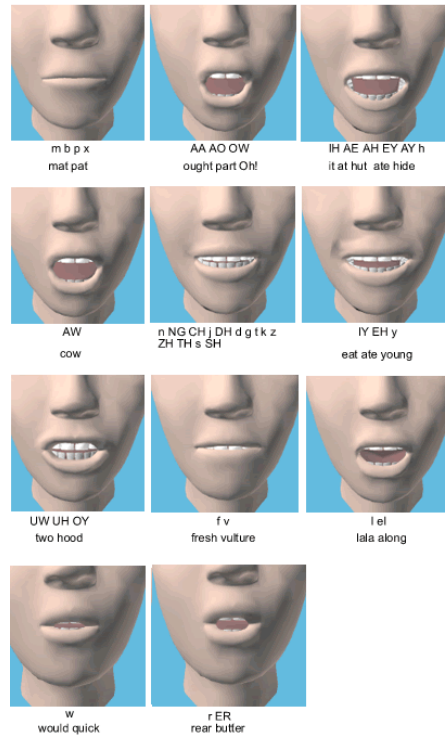 m b p x
mat pat
AA AO OW
ought part Oh!
IH AE AH EY AY h
it at hut ate hide
AW
cow
n NG CH j DH d g t k z
ZH TH s SH
IY EH y
eat ate young
UW UH OY
two hood
f v
fresh vulture
l el
lala along
w
would quick
r ER
rear butter